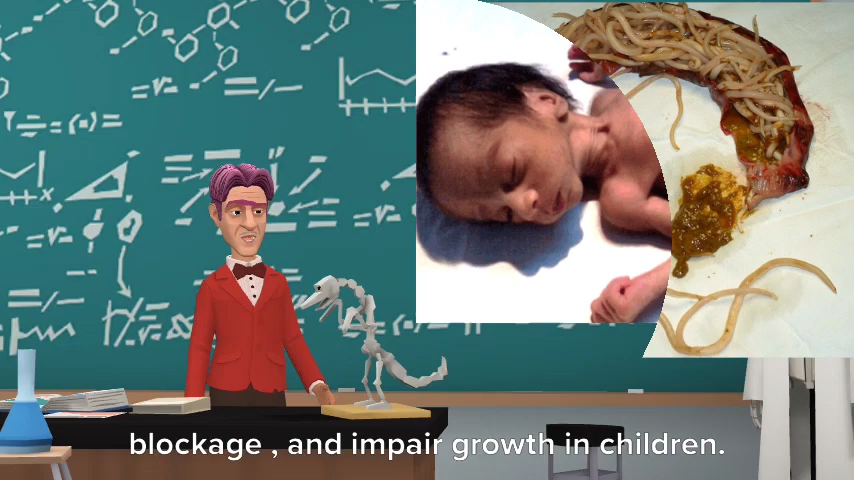 blockage , and impair growth in children.